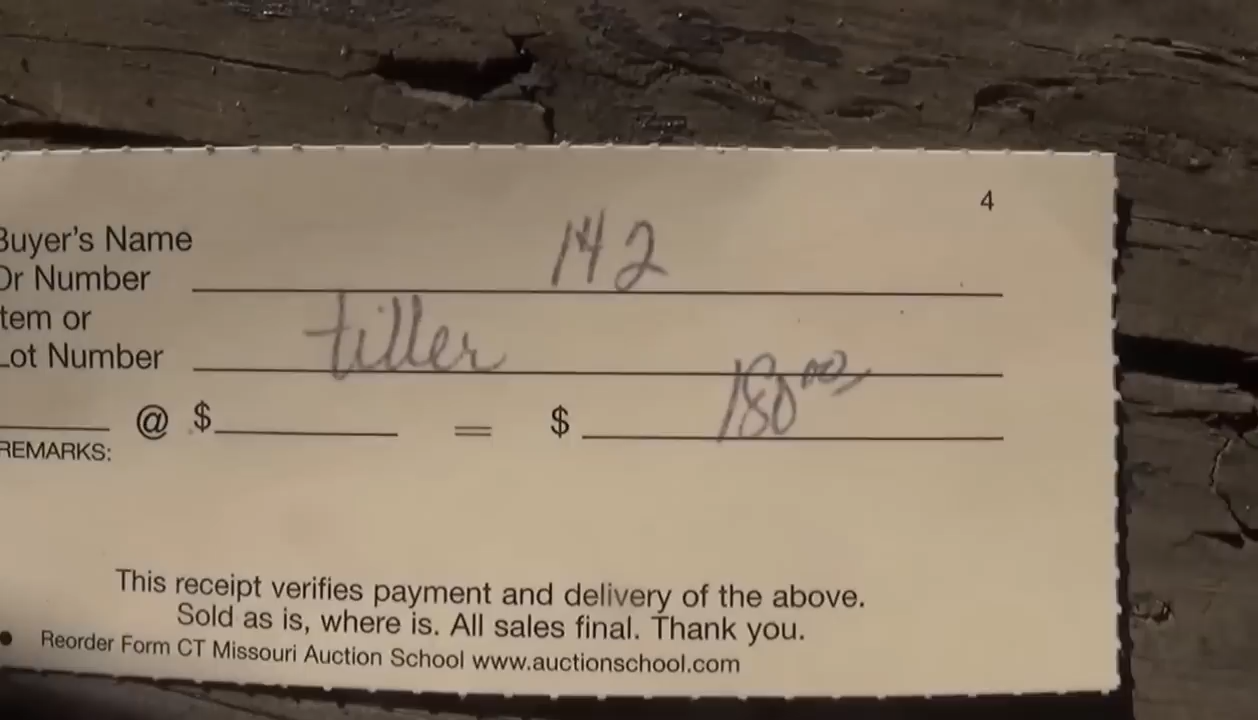 4
Buyer's Name
Or Number 142
Item or
Lot Number tiller
@ $ = $ 180.00
REMARKS:
This receipt verifies payment and delivery of the above.
Sold as is, where is. All sales final. Thank you.
• Reorder Form CT Missouri Auction School www.auctionschool.com